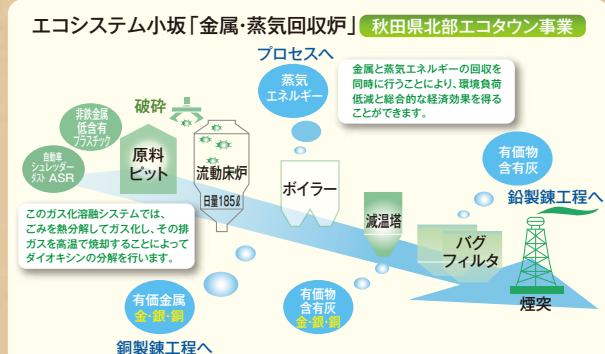 エコシステム小坂「金属・蒸気回収炉」 秋田県北部エコタウン事業
プロセスへ
蒸気
エネルギー
金属と蒸気エネルギーの回収を
同時に行うことにより、環境負荷
低減と総合的な経済効果を得る
ことができます。
破砕
非鉄金属
低含有
プラスチック
自動車
シュレッダー
ダスト ASR
原料
ピット
流動床炉
日量185ℓ
ボイラー
減温塔
バグ
フィルタ
有価物
含有灰
鉛製錬工程へ
煙突
このガス化溶融システムでは、
ごみを熱分解してガス化し、その排
ガスを高温で焼却することによって
ダイオキシンの分解を行います。
有価金属
金・銀・銅
銅製錬工程へ
有価物
含有灰
金・銀・銅